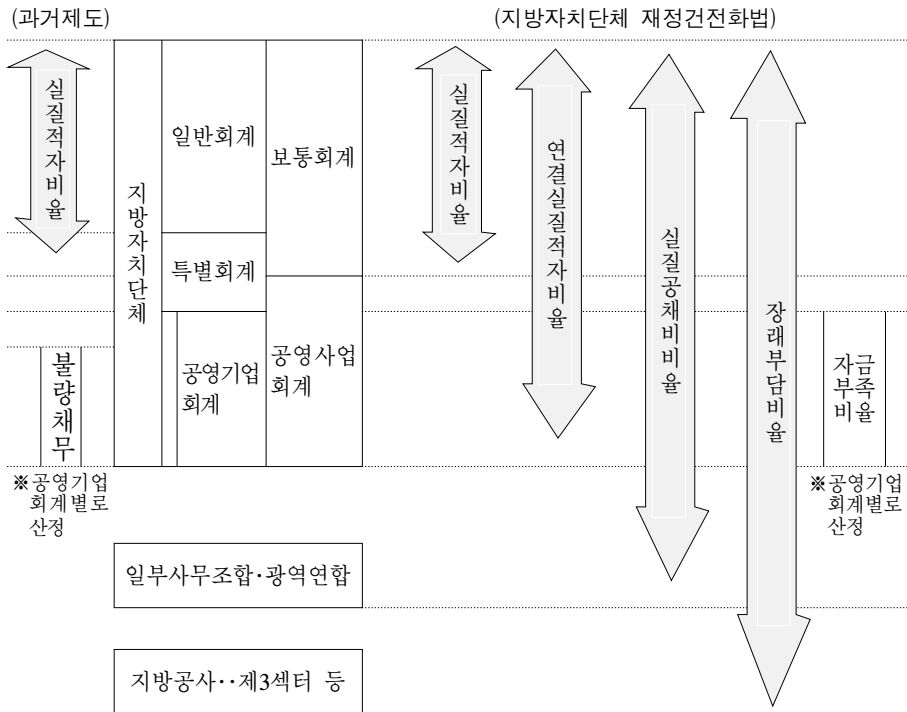 (과거제도)
(지방자치단체 재정건전화법)
실질적자비율
지방자치단체
일반회계
보통회계
특별회계
공영기업
회계
공영사업
회계
불량채무
※공영기업
회계별로
산정
실질적자비율
연결실질적자비율
실질공채비비율
장래부담비율
자금
부족
비율
※공영기업
회계별로
산정
일부사무조합·광역연합
지방공사··제3섹터 등